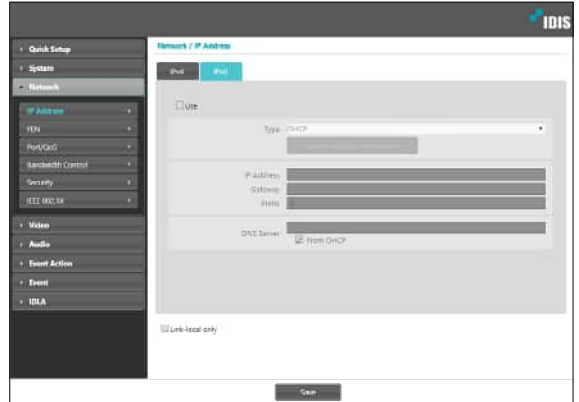 IDIS
Quick Setup
System
Network
IP Address
FEN
Port/QoS
Bandwidth Control
Security
IEEE 802.1X
Video
Audio
Event Action
Event
IDLA
Network / IP Address
IPv4 IPv6
Use
Type DHCP
IP Address
Gateway
Prefix
DNS Server
From DHCP
Link-local only
Save